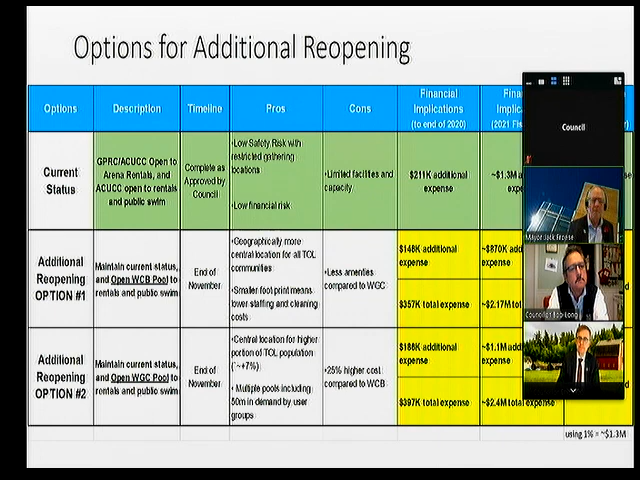 Options for Additional Reopening
Options
Description
Timeline
Pros
Cons
Financial
Implications
(to end of 2020)
Current
Status
GPRC/ACUCC Open to
Arena Rentals, and
ACUCC open to rentals
and public swim
Complete as
Approved by
Council
•Low Safety Risk with
restricted gathering
locations
•Low financial risk
•Limited facilities and
capacity
$211K additional
expense
~$1.3M
Additional
Reopening
OPTION #1
Maintain current status,
and Open WCB Pool to
rentals and public swim
End of
November
•Geographically more
central location for all TOL
communities
•Smaller foot print means
lower staffing and cleaning
costs
•Less amenties
compared to WGC
$148K additional
expense
~$870K
expense
$357K total expense
~$2.17M
Additional
Reopening
OPTION #2
Maintain current status,
and Open WGC Pool to
rentals and public swim
End of
November
•Central location for higher
portion of TOL population
(~+7%)
• Multiple pools including
50m in demand by user
groups
•25% higher cost
compared to WCB
$188K additional
expense
~$1.1M
expense
$397K total expense
~$2.4M total expense
using 1% = ~$1.3M
Council
Mayor Jack Froese
Councillor Bob Long